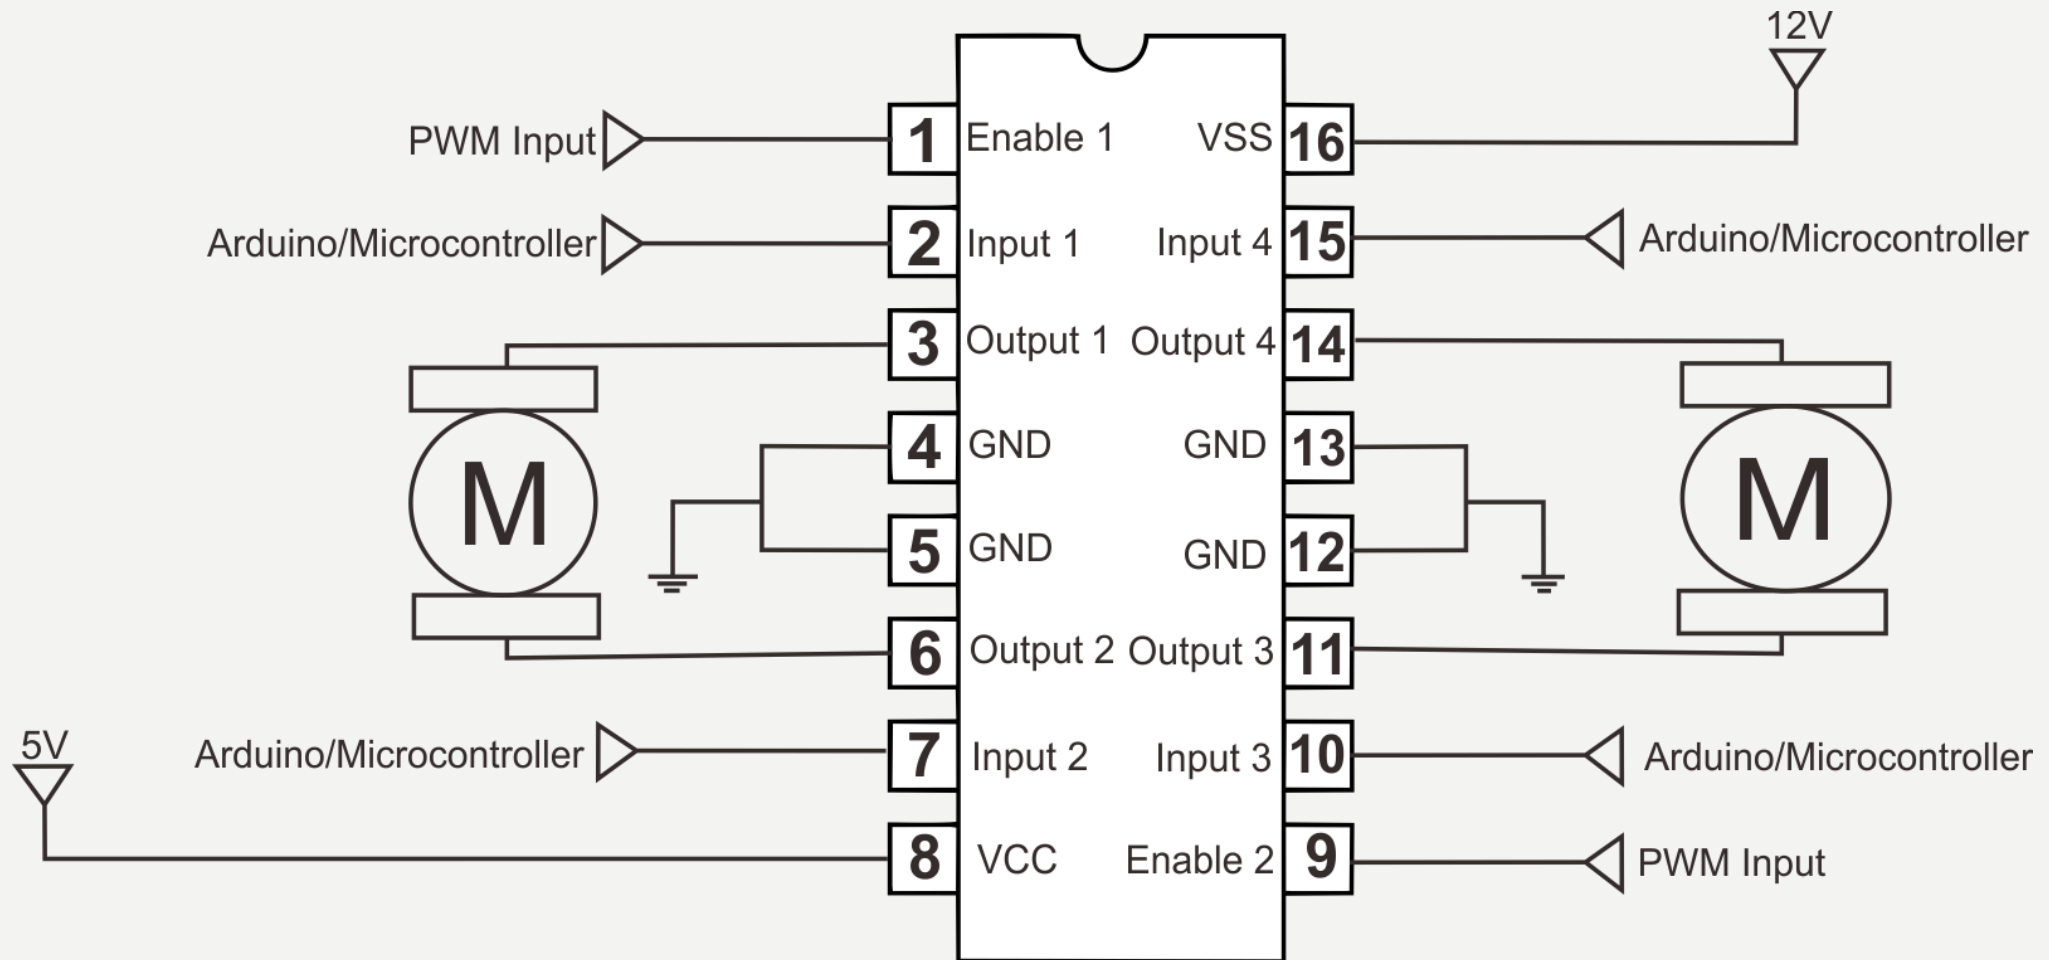 12V
PWM Input 1 Enable 1 VSS 16
Arduino/Microcontroller 2 Input 1 Input 4 15 Arduino/Microcontroller
3 Output 1 Output 4 14
M 4 GND GND 13 M
5 GND GND 12
6 Output 2 Output 3 11
5V Arduino/Microcontroller 7 Input 2 Input 3 10 Arduino/Microcontroller
8 VCC Enable 2 9 PWM Input